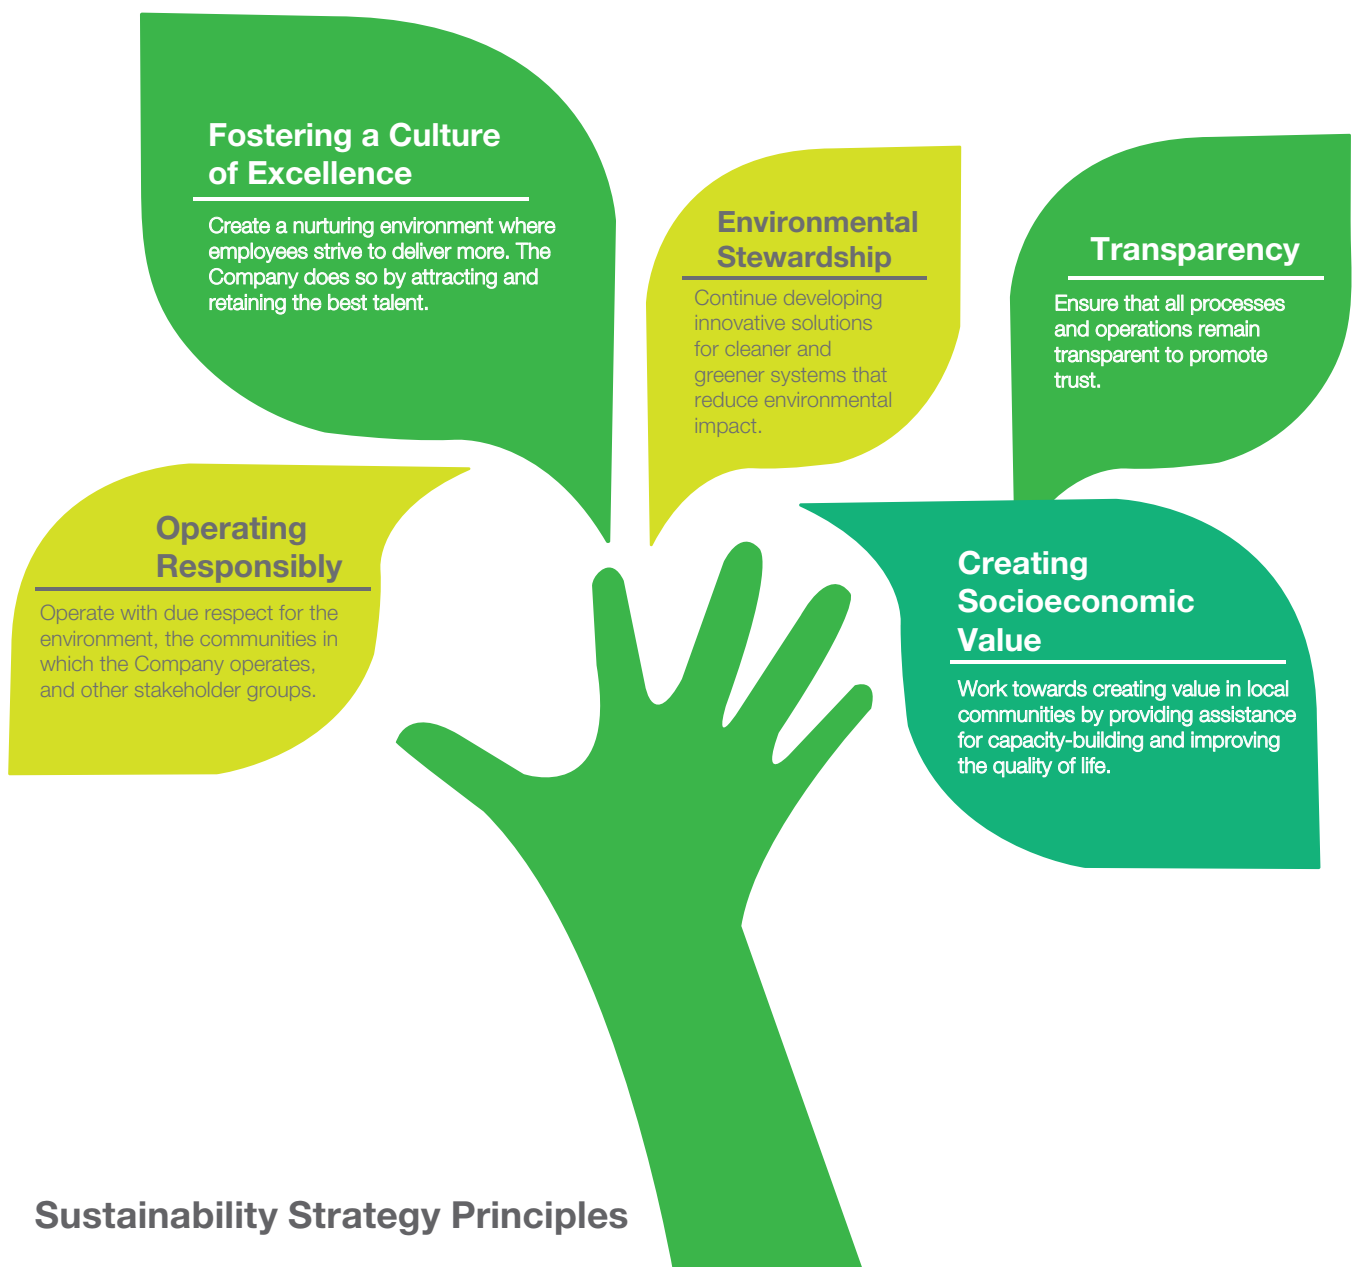 Fostering a Culture
of Excellence
Create a nurturing environment where
employees strive to deliver more. The
Company does so by attracting and
retaining the best talent.
Environmental
Stewardship
Continue developing
innovative solutions
for cleaner and
greener systems that
reduce environmental
impact.
Transparency
Ensure that all processes
and operations remain
transparent to promote
trust.
Operating
Responsibly
Operate with due respect for the
environment, the communities in
which the Company operates,
and other stakeholder groups.
Creating
Socioeconomic
Value
Work towards creating value in local
communities by providing assistance
for capacity-building and improving
the quality of life.
Sustainability Strategy Principles